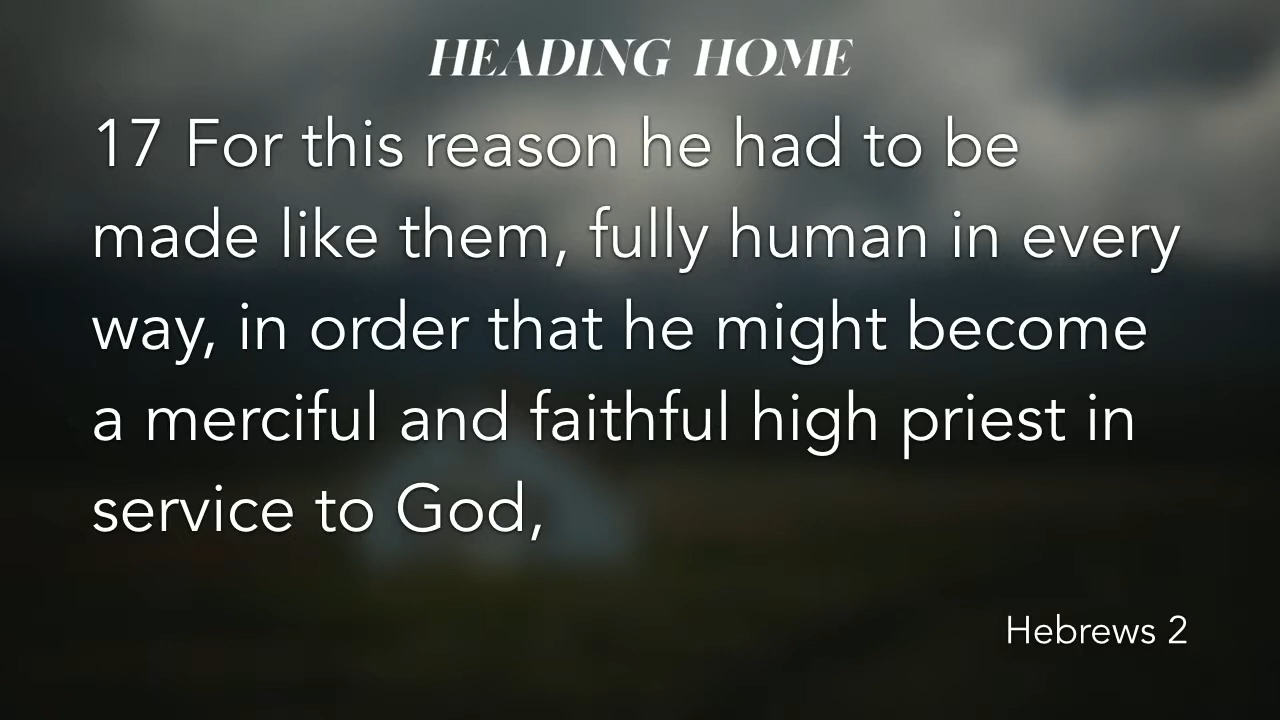 HEADING HOME
17 For this reason he had to be
made like them, fully human in every
way, in order that he might become
a merciful and faithful high priest in
service to God,
Hebrews 2